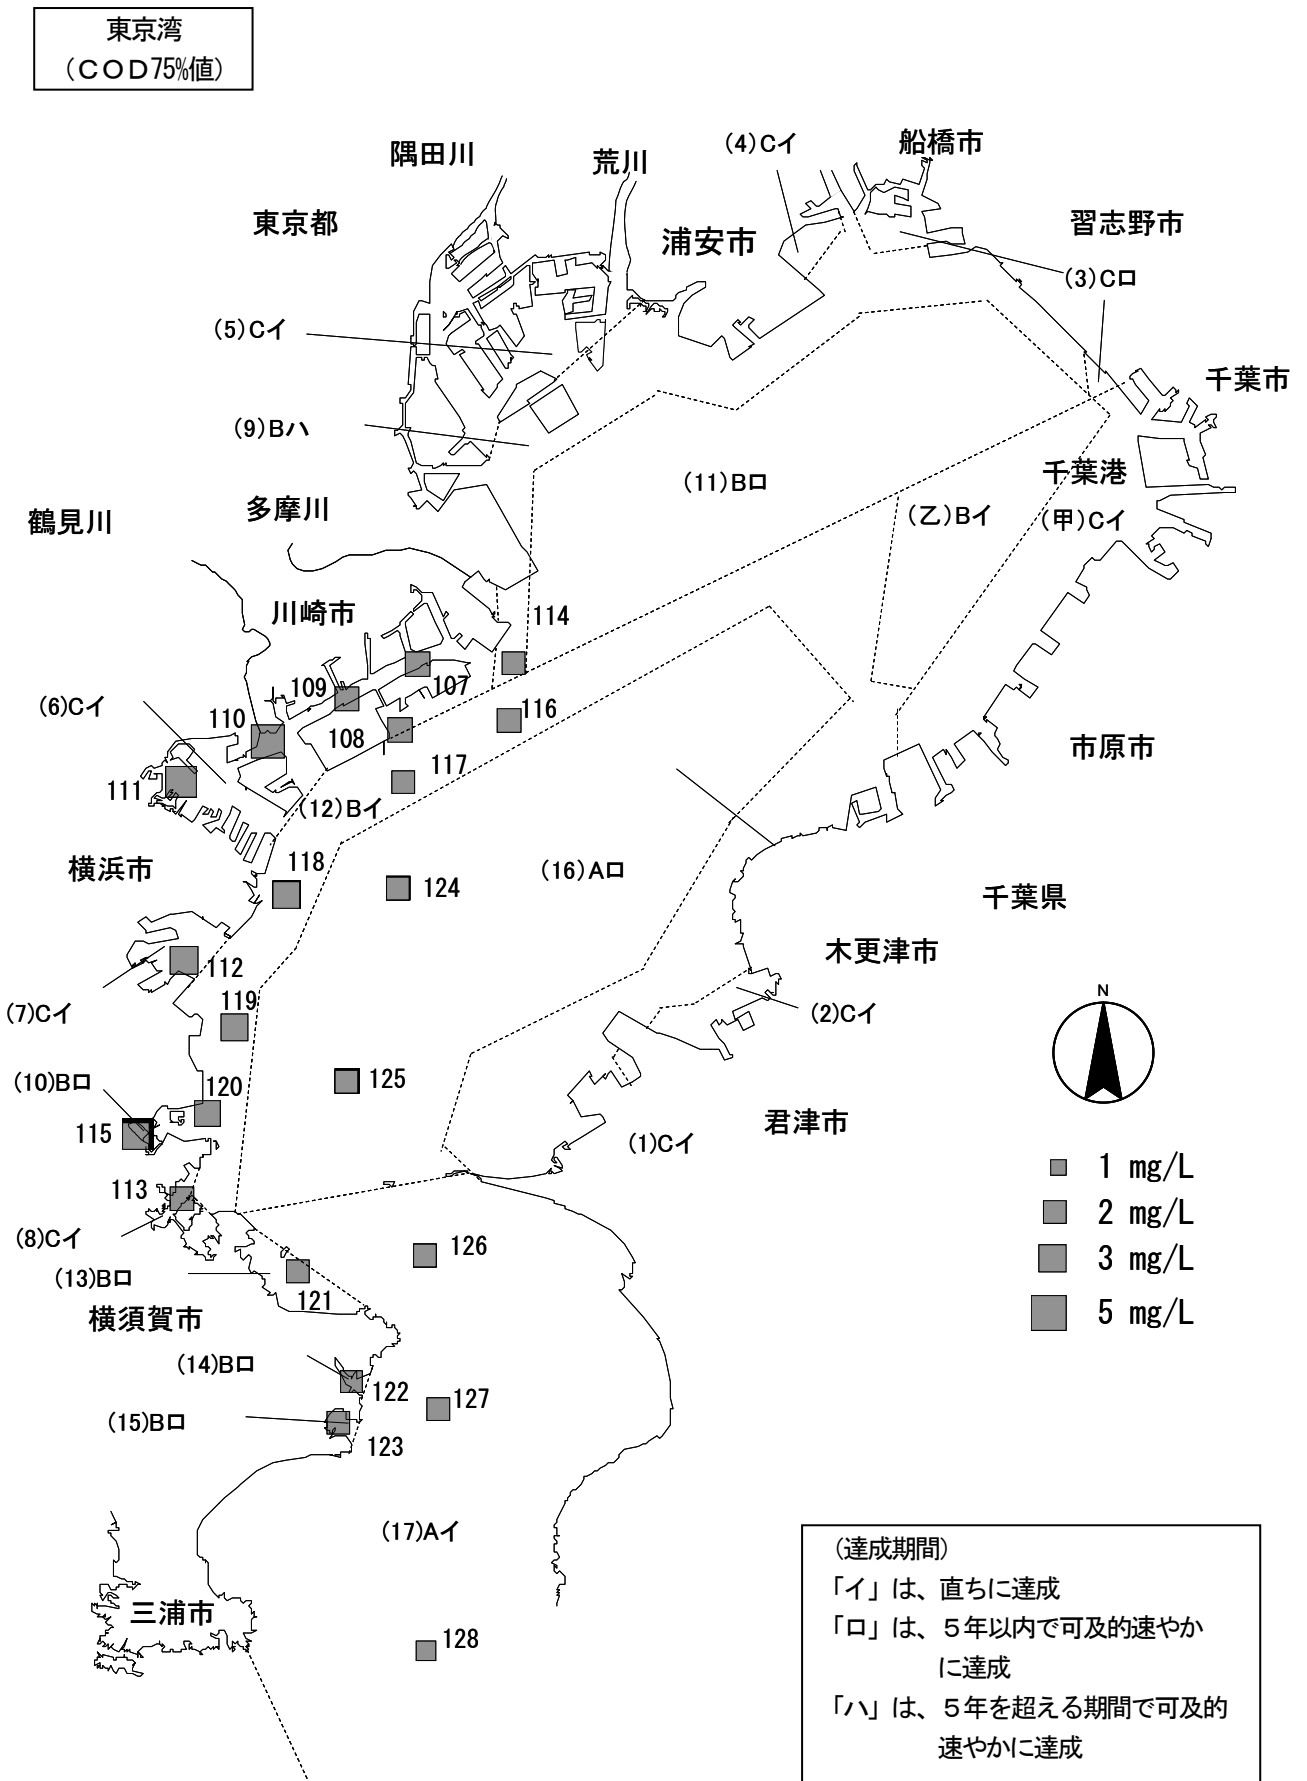 東京湾
（ＣＯＤ75%値）
隅田川
荒川
(4)Cイ
船橋市
東京都
浦安市
習志野市
(3)Cロ
(5)Cイ
千葉市
(9)Bハ
(11)Bロ
千葉港
(乙)Bイ
(甲)Cイ
多摩川
鶴見川
川崎市
114
109
107
(6)Cイ
110
108
116
市原市
111
117
(12)Bイ
横浜市
118
124
(16)Aロ
千葉県
木更津市
112
(7)Cイ
119
(2)Cイ
N
(10)Bロ
120
125
115
(1)Cイ
君津市
1 mg/L
2 mg/L
3 mg/L
5 mg/L
113
(8)Cイ
126
(13)Bロ
121
横須賀市
(14)Bロ
122
127
(15)Bロ
123
(17)Aイ
三浦市
128
（達成期間）
「イ」は、直ちに達成
「ロ」は、５年以内で可及的速やか
に達成
「ハ」は、５年を超える期間で可及的
速やかに達成